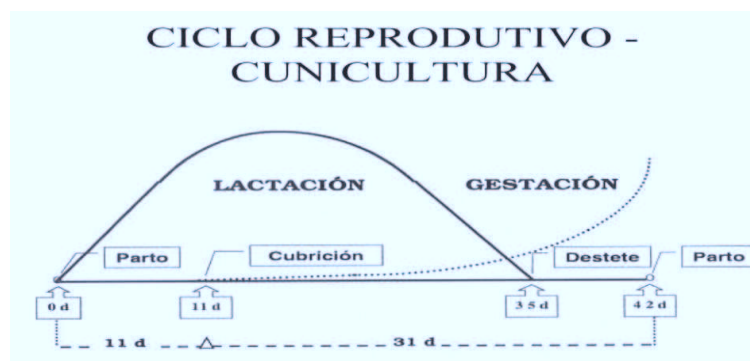 CICLO REPRODUTIVO -
CUNICULTURA
LACTACIÓN GESTACIÓN
Parto Cubrición Destete Parto
0 d 11 d 35 d 42 d
11 d 31 d